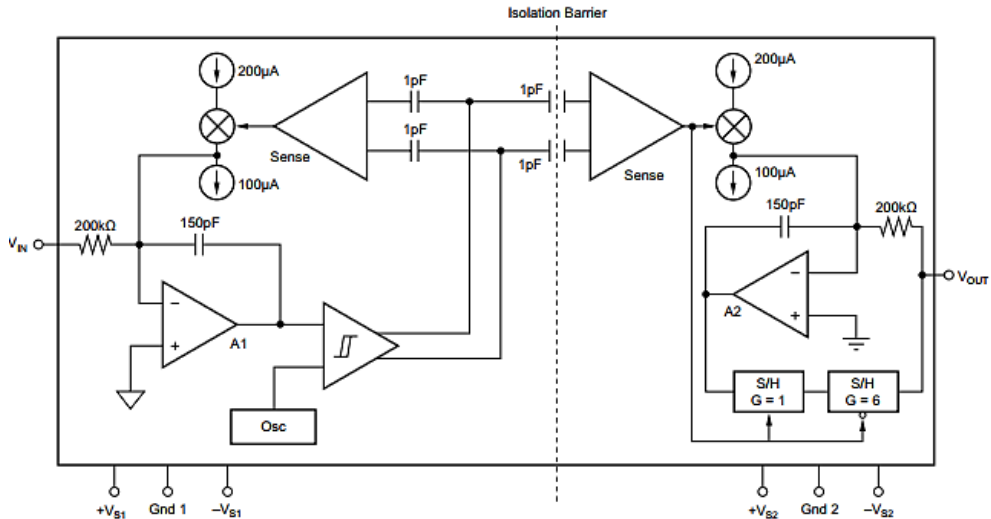 Isolation Barrier
200µA
200µA
1pF
1pF
1pF
1pF
Sense
Sense
100µA
100µA
150pF
150pF
200kΩ
200kΩ
VIN
VOUT
−
+
A1
−
+
A2
Osc
S/H
G = 1
S/H
G = 6
+VS1
Gnd 1
−VS1
+VS2
Gnd 2
−VS2